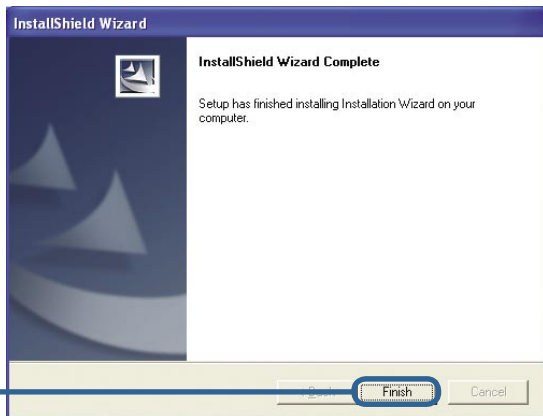 InstallShield Wizard
InstallShield Wizard Complete
Setup has finished installing Installation Wizard on your
computer.
Finish
Cancel